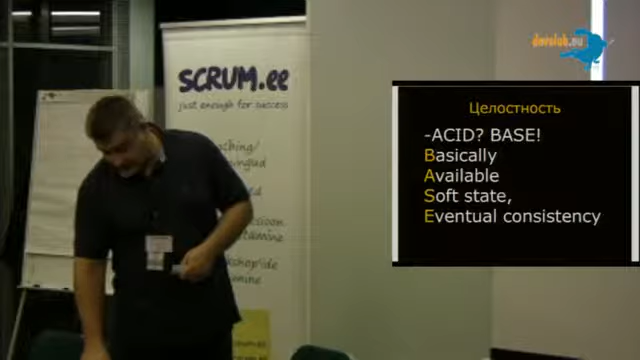 devclub.eu
SCRUM.ee
just enough for success
Целостность
-ACID? BASE!
Basically
Available
Soft state,
Eventual consistency